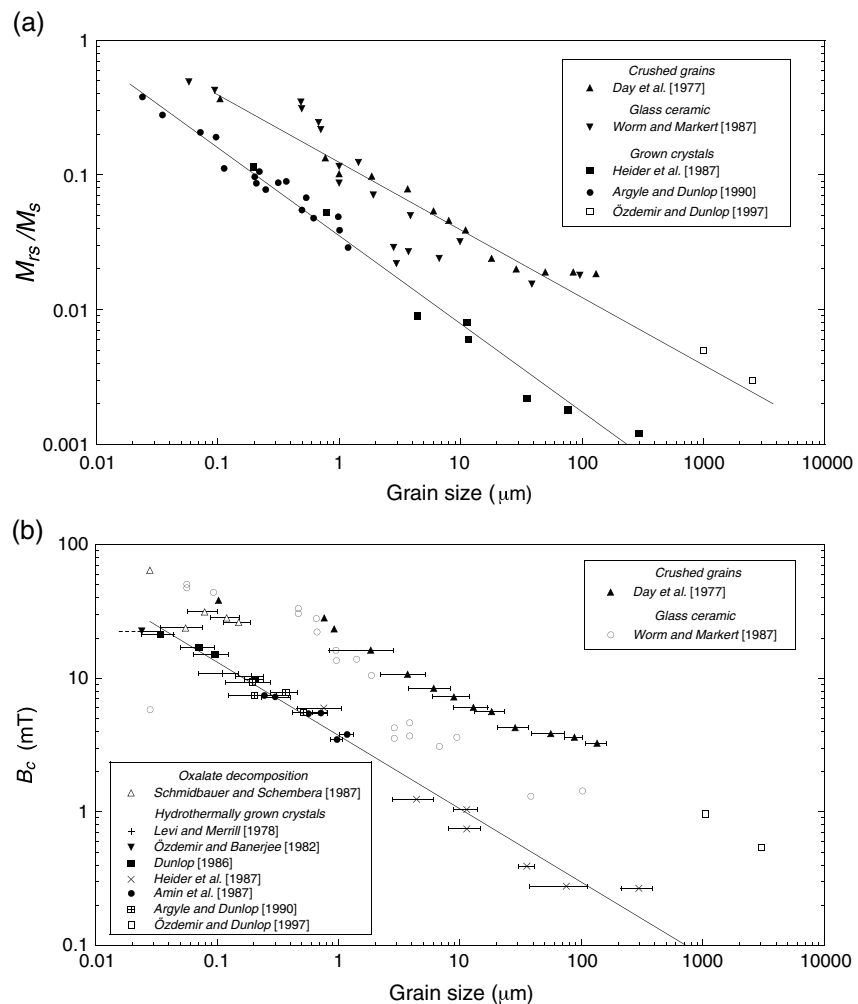 (a)
1
0.1
0.01
0.001
M_rs/M_s
0.01
0.1
1
10
100
1000
10000
Grain size (μm)
Crushed grains
▲ Day et al. [1977]
Glass ceramic
▼ Worm and Markert [1987]
Grown crystals
■ Heider et al. [1987]
● Argyle and Dunlop [1990]
□ Özdemir and Dunlop [1997]
(b)
100
10
1
0.1
B_c (mT)
0.01
0.1
1
10
100
1000
10000
Grain size (μm)
Crushed grains
▲ Day et al. [1977]
Glass ceramic
○ Worm and Markert [1987]
Oxalate decomposition
△ Schmidbauer and Schembera [1987]
Hydrothermally grown crystals
+ Levi and Merrill [1978]
▼ Özdemir and Banerjee [1982]
■ Dunlop [1986]
× Heider et al. [1987]
● Amin et al. [1987]
⊞ Argyle and Dunlop [1990]
□ Özdemir and Dunlop [1997]